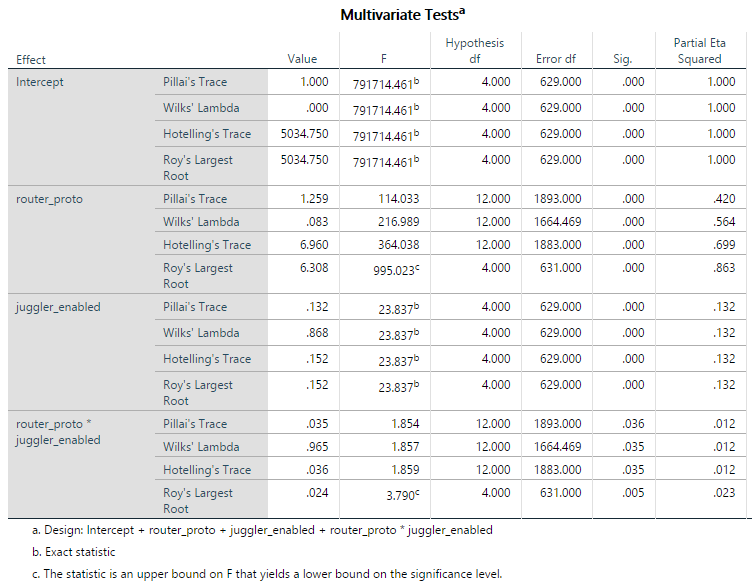 Multivariate Testsᵃ
Effect Value F Hypothesis df Error df Sig. Partial Eta Squared
Intercept Pillai's Trace 1.000 791714.461ᵇ 4.000 629.000 .000 1.000
Wilks' Lambda .000 791714.461ᵇ 4.000 629.000 .000 1.000
Hotelling's Trace 5034.750 791714.461ᵇ 4.000 629.000 .000 1.000
Roy's Largest Root 5034.750 791714.461ᵇ 4.000 629.000 .000 1.000
router_proto Pillai's Trace 1.259 114.033 12.000 1893.000 .000 .420
Wilks' Lambda .083 216.989 12.000 1664.469 .000 .564
Hotelling's Trace 6.960 364.038 12.000 1883.000 .000 .699
Roy's Largest Root 6.308 995.023ᶜ 4.000 631.000 .000 .863
juggler_enabled Pillai's Trace .132 23.837ᵇ 4.000 629.000 .000 .132
Wilks' Lambda .868 23.837ᵇ 4.000 629.000 .000 .132
Hotelling's Trace .152 23.837ᵇ 4.000 629.000 .000 .132
Roy's Largest Root .152 23.837ᵇ 4.000 629.000 .000 .132
router_proto * juggler_enabled Pillai's Trace .035 1.854 12.000 1893.000 .036 .012
Wilks' Lambda .965 1.857 12.000 1664.469 .035 .012
Hotelling's Trace .036 1.859 12.000 1883.000 .035 .012
Roy's Largest Root .024 3.790ᶜ 4.000 631.000 .005 .023
a. Design: Intercept + router_proto + juggler_enabled + router_proto * juggler_enabled
b. Exact statistic
c. The statistic is an upper bound on F that yields a lower bound on the significance level.